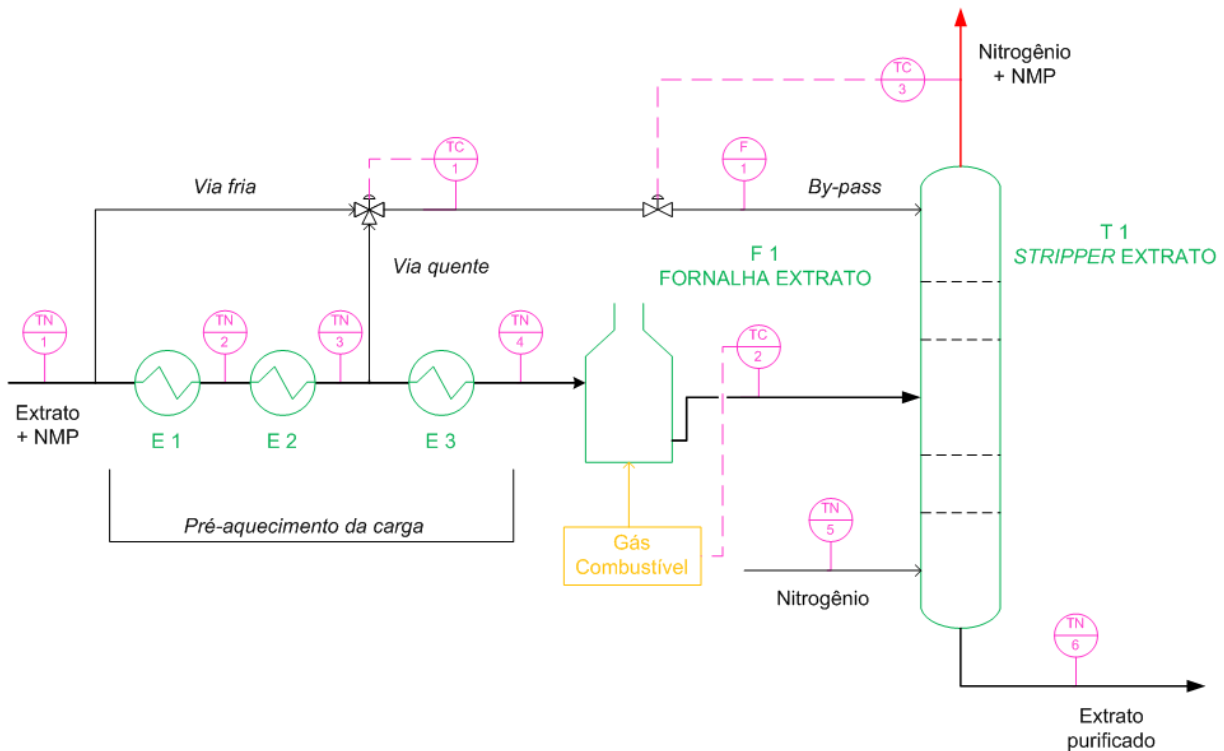 Nitrogênio
+ NMP
TC
3
TC
1
F
1
Via fria
By-pass
T 1
STRIPPER EXTRATO
F 1
FORNALHA EXTRATO
Via quente
TN
1
TN
2
TN
3
TN
4
TC
2
Extrato
+ NMP
E 1
E 2
E 3
Pré-aquecimento da carga
Gás
Combustível
TN
5
Nitrogênio
TN
6
Extrato
purificado